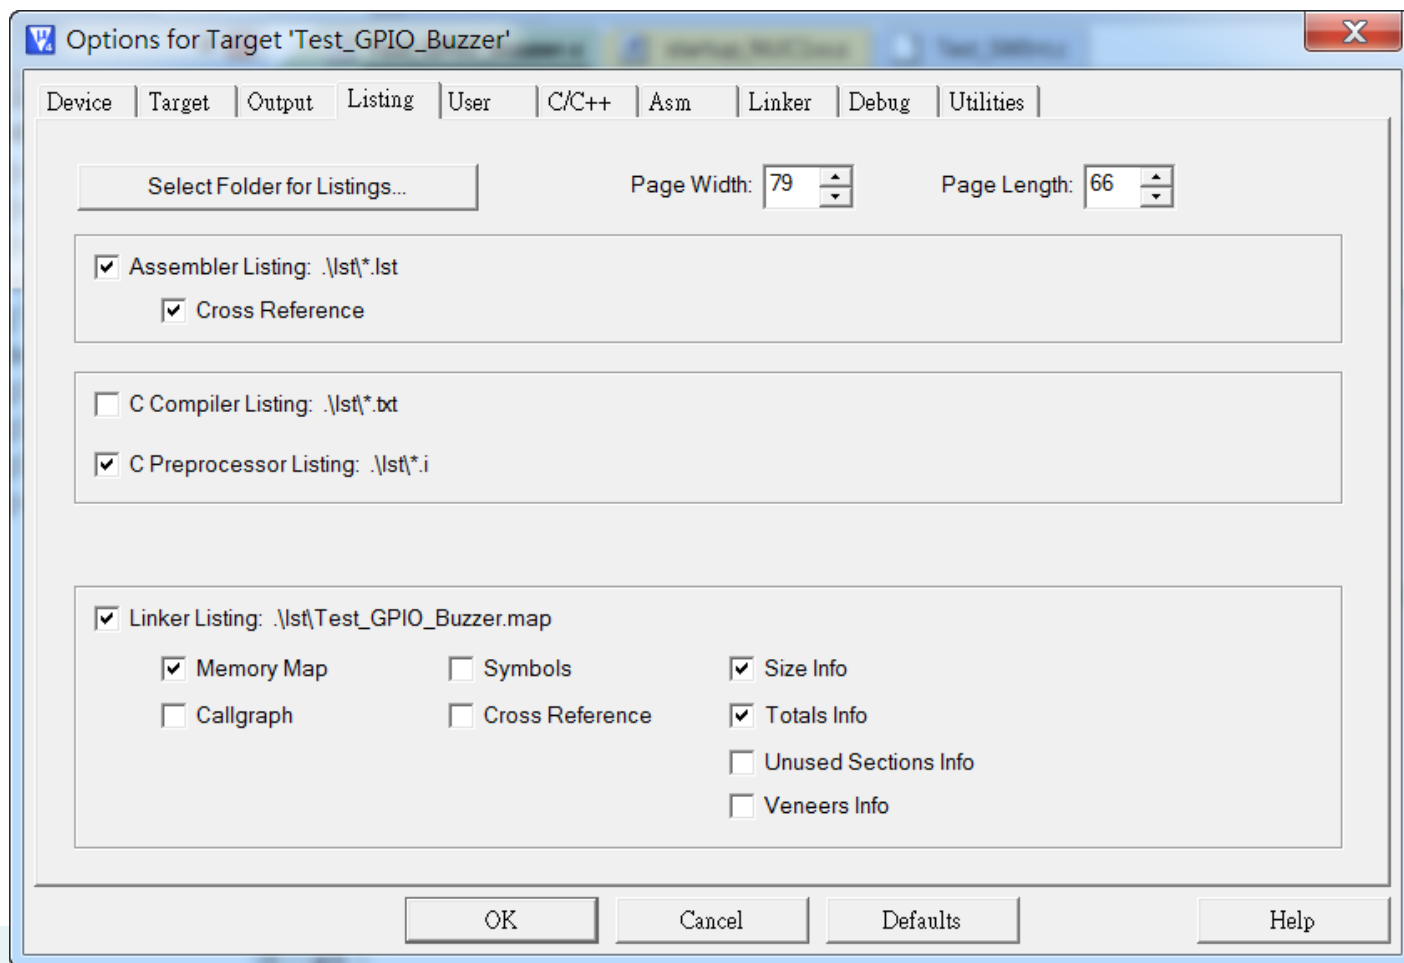 Options for Target 'Test_GPIO_Buzzer'
Device Target Output Listing User C/C++ Asm Linker Debug Utilities
Select Folder for Listings... Page Width: 79 Page Length: 66
Assembler Listing: .\lst\*.lst
Cross Reference
C Compiler Listing: .\lst\*.txt
C Preprocessor Listing: .\lst\*.i
Linker Listing: .\lst\Test_GPIO_Buzzer.map
Memory Map Symbols Size Info
Callgraph Cross Reference Totals Info
Unused Sections Info
Veneers Info
OK Cancel Defaults Help